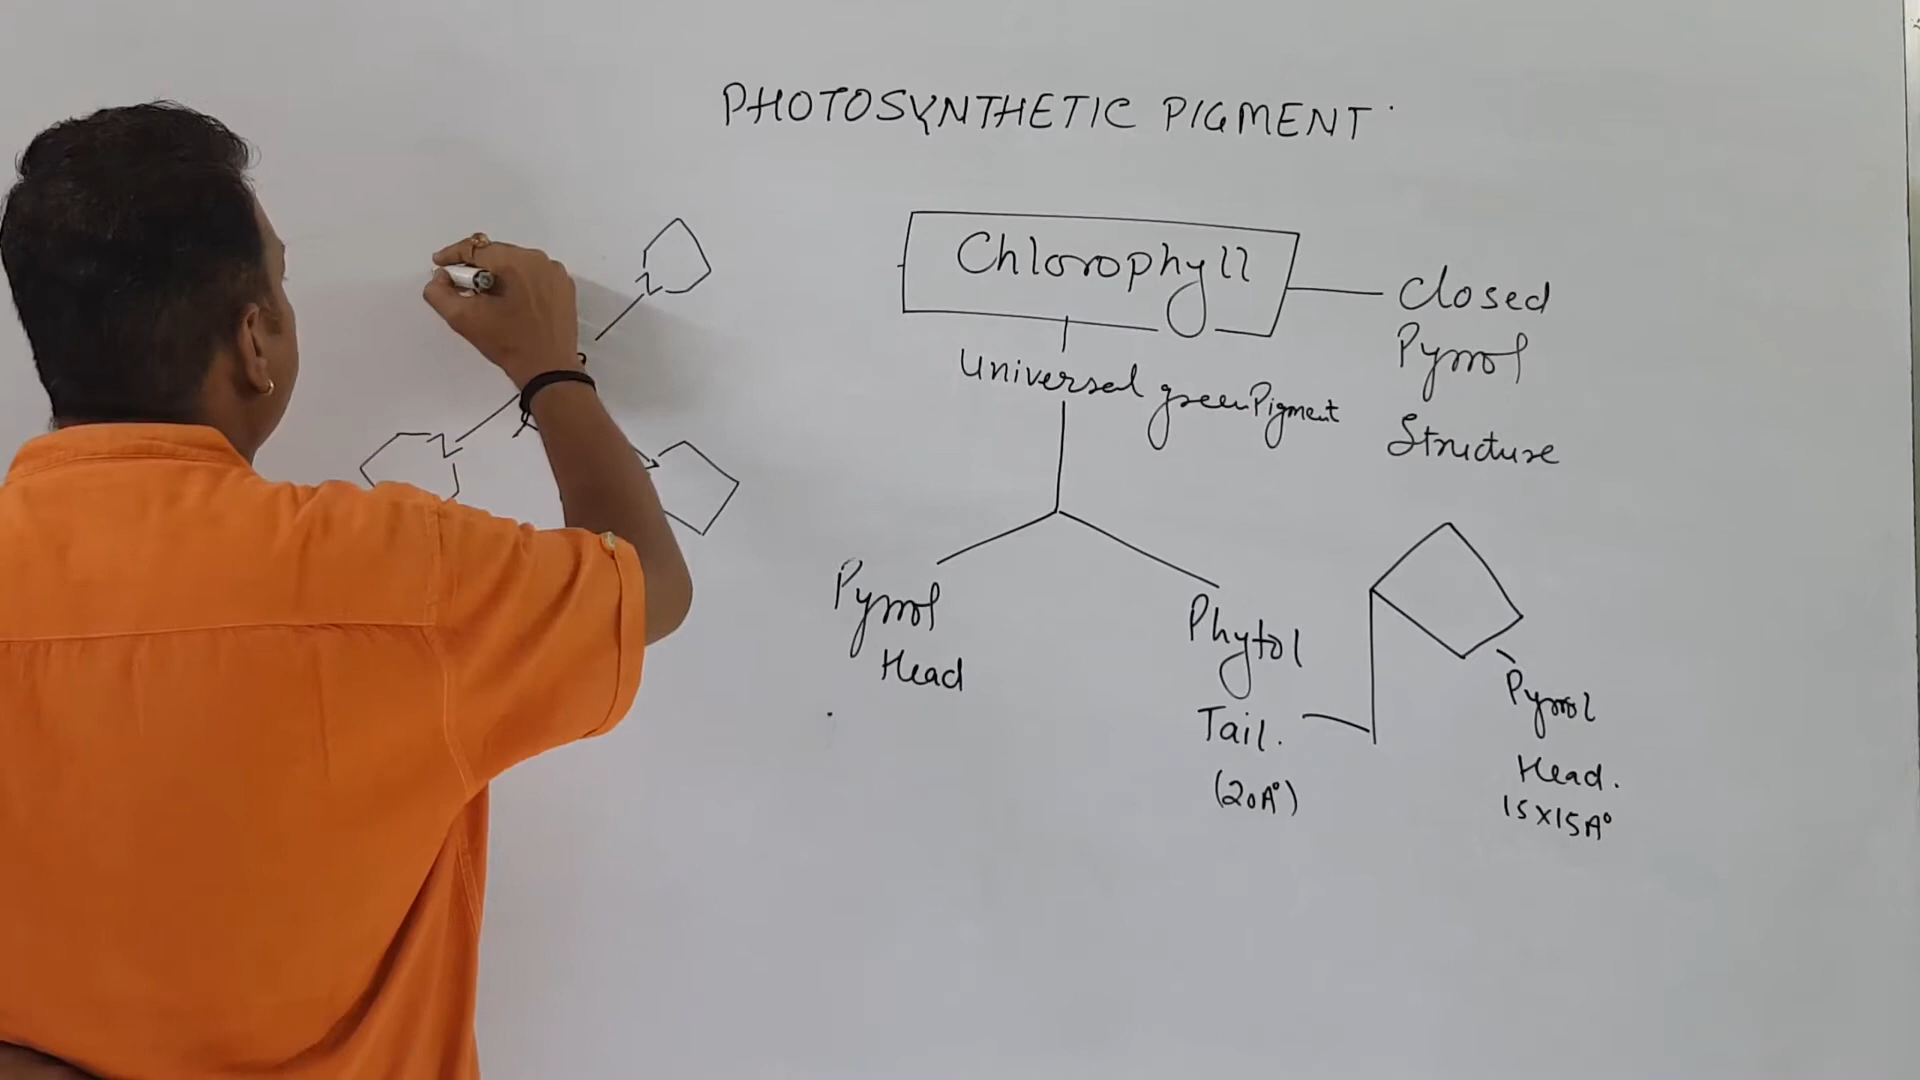 PHOTOSYNTHETIC PIGMENT
Chlorophyll
Closed
Pyrrol
Structure
Universal green Pigment
Pyrrol
Head
Phytol
Tail.
(20A°)
Pyrrol
Head.
15X15A°